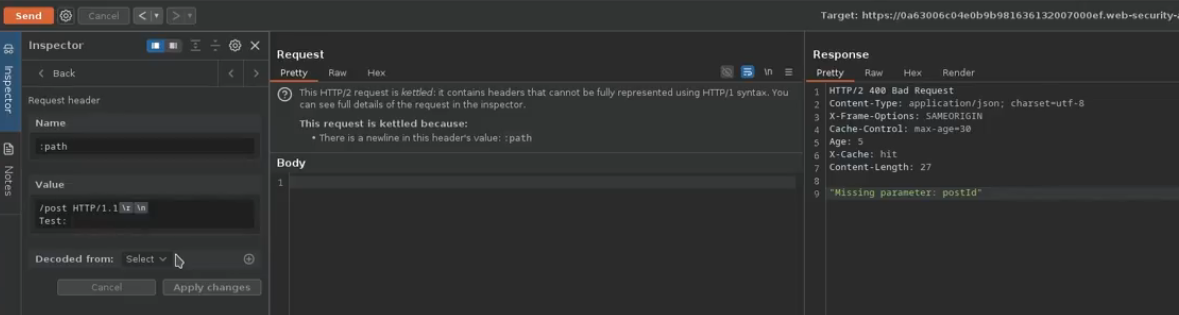 Send Cancel < > Target: https://0a63006c04e0b9b981636132007000ef.web-security-a
Inspector
Notes
Inspector
< Back < >
Request header
Name
:path
Value
/post HTTP/1.1\r \n
Test:
Decoded from: Select
Cancel Apply changes
Request
Pretty Raw Hex \n
This HTTP/2 request is kettled: it contains headers that cannot be fully represented using HTTP/1 syntax. You
can see full details of the request in the inspector.
This request is kettled because:
• There is a newline in this header's value: :path
Body
1
Response
Pretty Raw Hex Render
1 HTTP/2 400 Bad Request
2 Content-Type: application/json; charset=utf-8
3 X-Frame-Options: SAMEORIGIN
4 Cache-Control: max-age=30
5 Age: 5
6 X-Cache: hit
7 Content-Length: 27
8
9 "Missing parameter: postId"